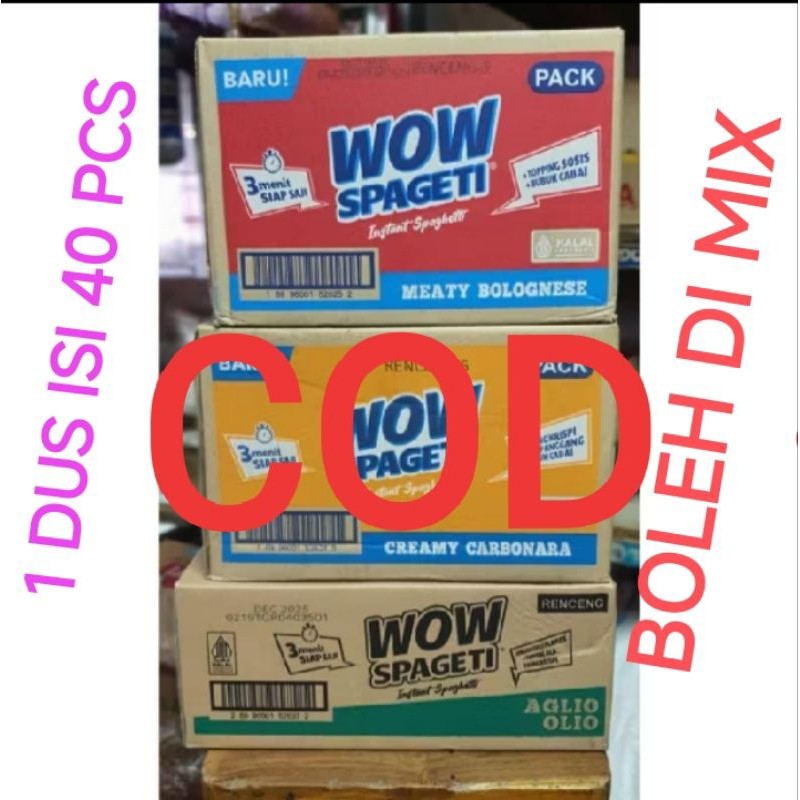 1 DUS ISI 40 PCS
BOLEH DI MIX
COD
BARU!
RENCENG
PACK
WOW
SPAGETI
Instant Spaghetti
3 menit
SIAP SAJI
+ TOPPING SOSIS
+ BUBUK CABAI
HALAL
MEATY BOLOGNESE
PACK
WOW
3 menit
SIAP SAJI
CREAMY CARBONARA
DEC 2025
RENCENG
3 menit
SIAP SAJI
WOW
SPAGETI
Instant Spaghetti
AGLIO
OLIO